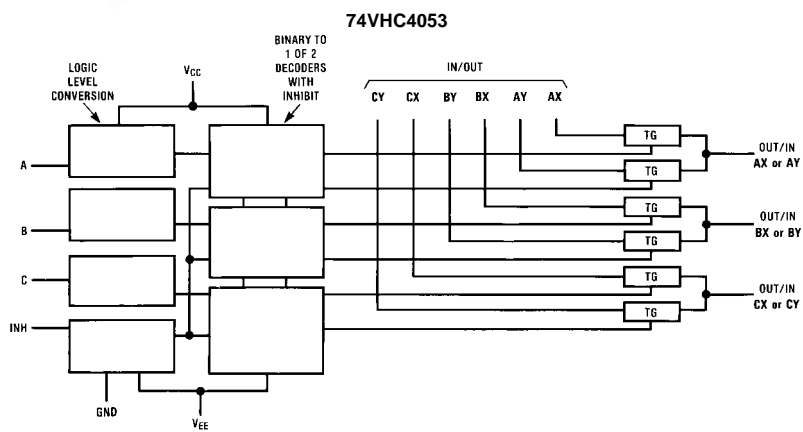 74VHC4053
LOGIC
LEVEL
CONVERSION
VCC
BINARY TO
1 OF 2
DECODERS
WITH
INHIBIT
IN/OUT
CY CX BY BX AY AX
A
B
C
INH
GND
VEE
TG
TG
TG
TG
TG
TG
OUT/IN
AX or AY
OUT/IN
BX or BY
OUT/IN
CX or CY